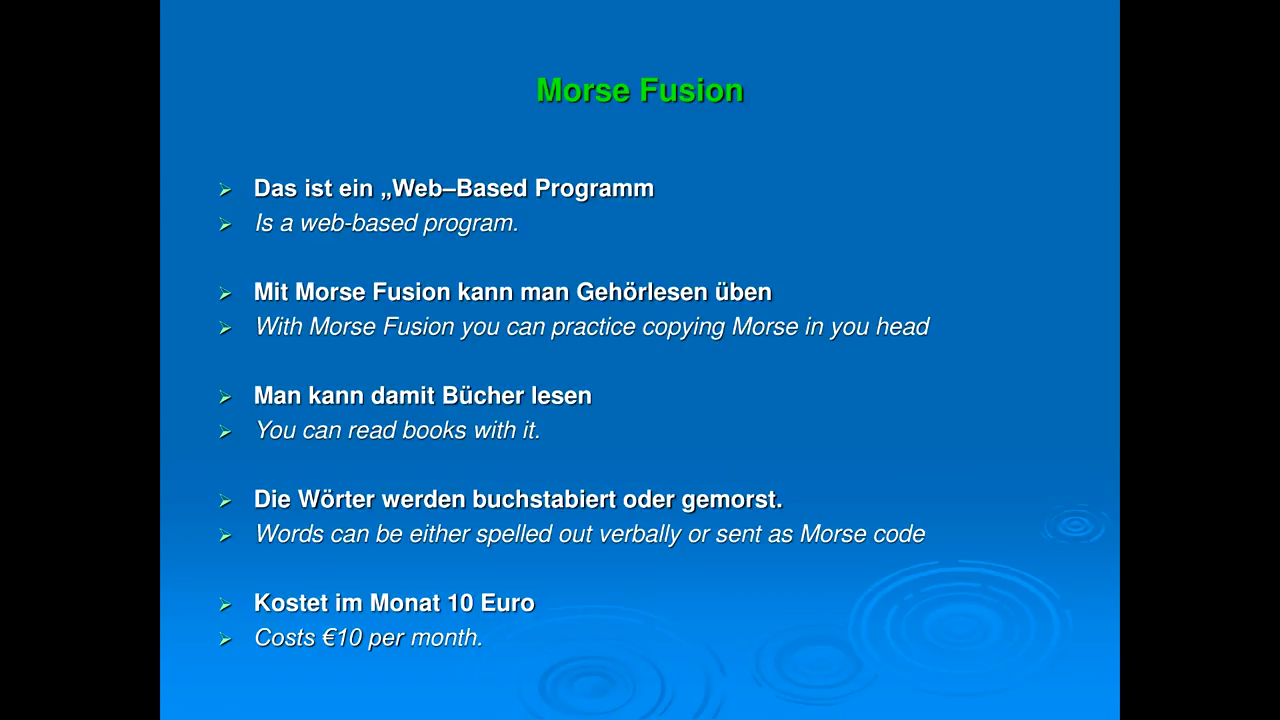 Morse Fusion
Das ist ein „Web–Based Programm
Is a web-based program.
Mit Morse Fusion kann man Gehörlesen üben
With Morse Fusion you can practice copying Morse in you head
Man kann damit Bücher lesen
You can read books with it.
Die Wörter werden buchstabiert oder gemorst.
Words can be either spelled out verbally or sent as Morse code
Kostet im Monat 10 Euro
Costs €10 per month.